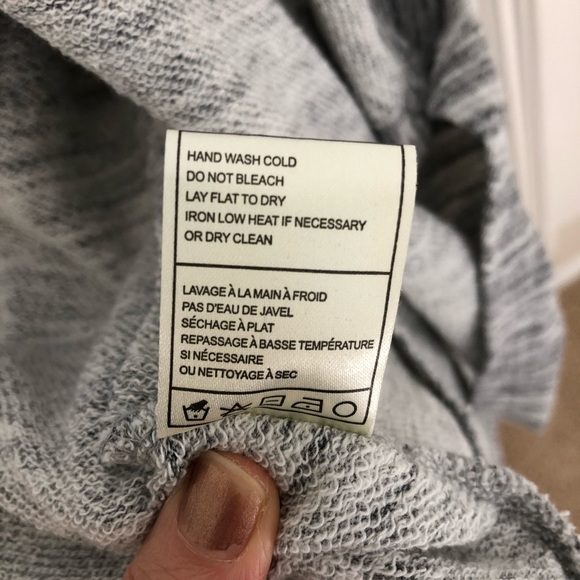 HAND WASH COLD
DO NOT BLEACH
LAY FLAT TO DRY
IRON LOW HEAT IF NECESSARY
OR DRY CLEAN
LAVAGE À LA MAIN À FROID
PAS D'EAU DE JAVEL
SÉCHAGE À PLAT
REPASSAGE À BASSE TEMPÉRATURE
SI NÉCESSAIRE
OU NETTOYAGE À SEC